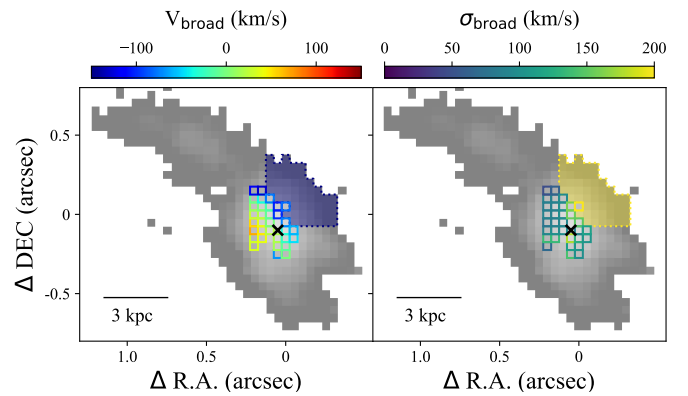 V_broad (km/s) σ_broad (km/s)
−100 0 100 0 50 100 150 200
0.5
0
-0.5
Δ DEC (arcsec)
3 kpc 3 kpc
1.0 0.5 0 1.0 0.5 0
Δ R.A. (arcsec) Δ R.A. (arcsec)